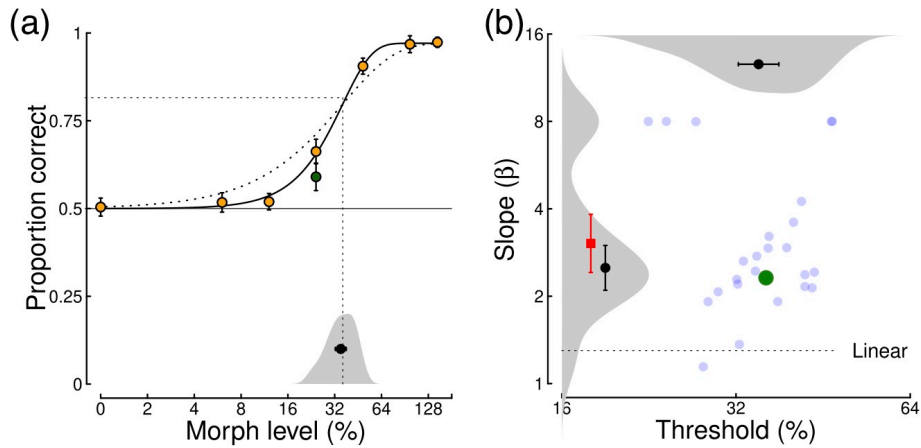 (a)
1
0.75
0.5
0.25
0
Proportion correct
0 2 4 8 16 32 64 128
Morph level (%)
(b)
16
8
4
2
1
Slope (β)
Linear
16 32 64
Threshold (%)